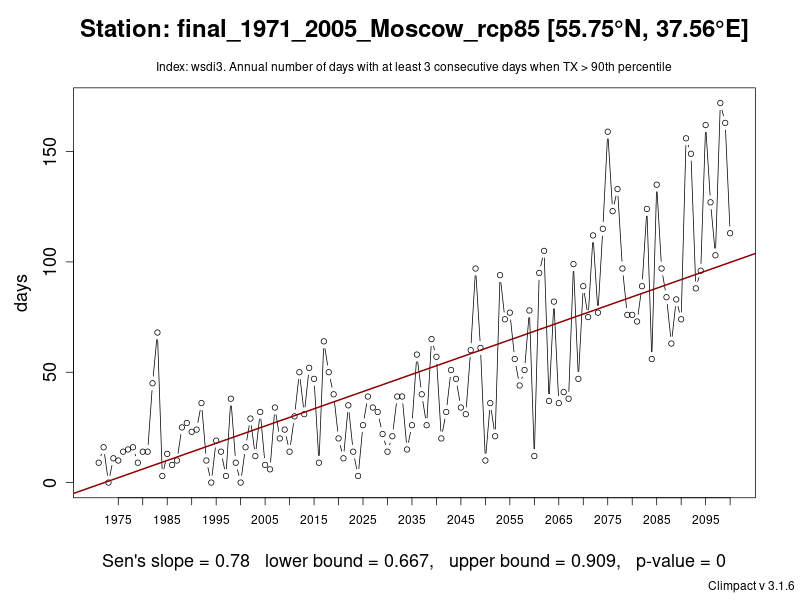 Station: final_1971_2005_Moscow_rcp85 [55.75°N, 37.56°E]
Index: wsdi3. Annual number of days with at least 3 consecutive days when TX > 90th percentile
days
150
100
50
0
1975 1985 1995 2005 2015 2025 2035 2045 2055 2065 2075 2085 2095
Sen's slope = 0.78 lower bound = 0.667, upper bound = 0.909, p-value = 0
Climpact v 3.1.6